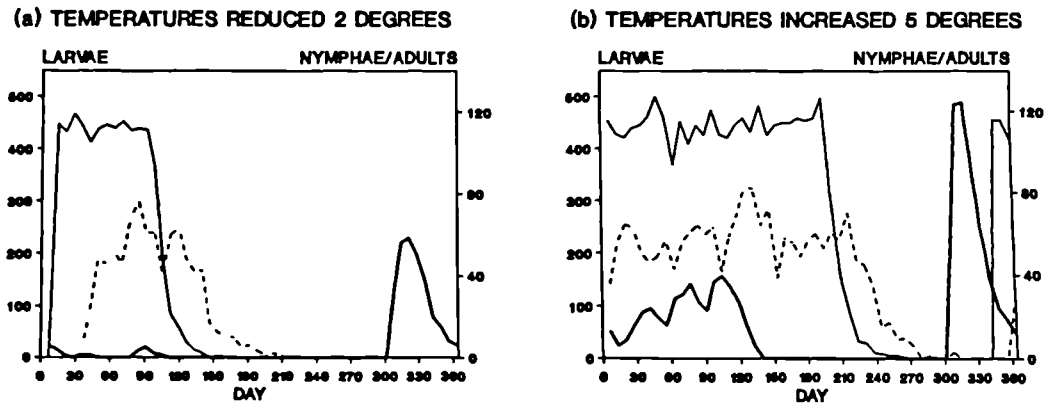 (a) TEMPERATURES REDUCED 2 DEGREES
LARVAE NYMPHAE/ADULTS
500
400
300
200
100
0
120
80
40
0
0 30 60 90 120 150 180 210 240 270 300 330 360
DAY
(b) TEMPERATURES INCREASED 5 DEGREES
LARVAE NYMPHAE/ADULTS
500
400
300
200
100
0
120
80
40
0
0 30 60 90 120 150 180 210 240 270 300 330 360
DAY